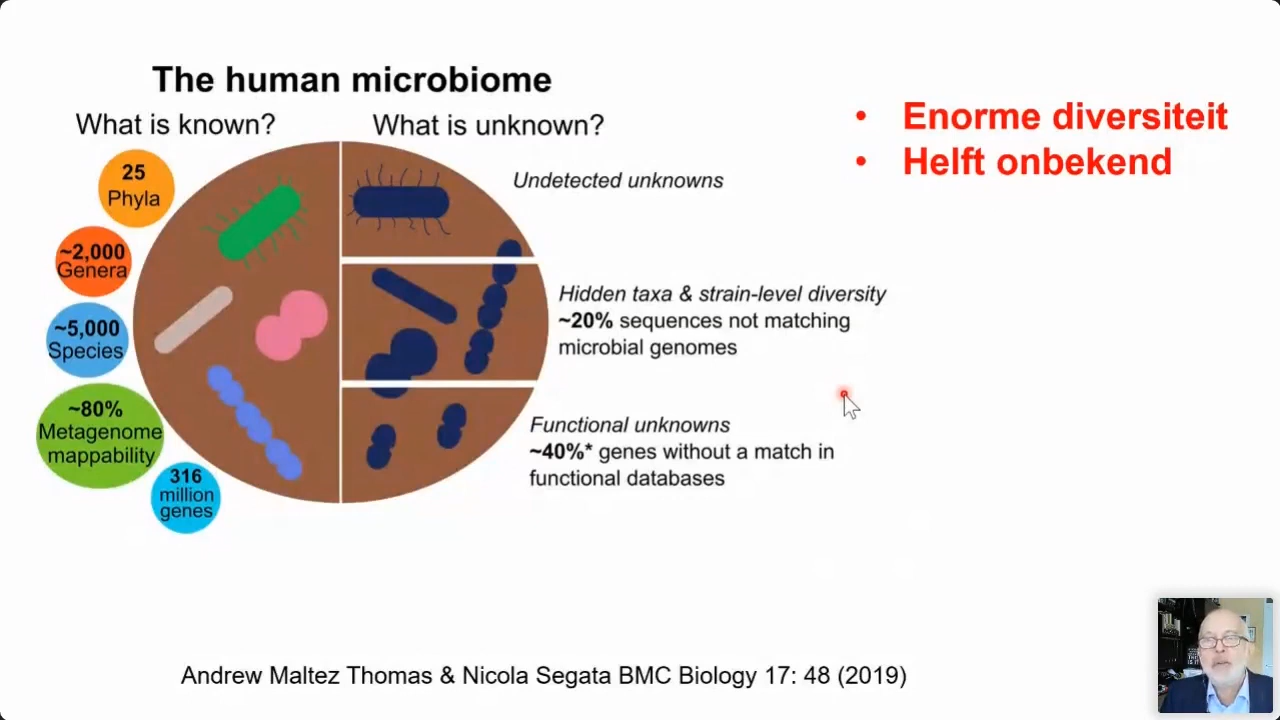 The human microbiome
What is known?
What is unknown?
25
Phyla
~2,000
Genera
~5,000
Species
~80%
Metagenome
mappability
316
million
genes
Undetected unknowns
Hidden taxa & strain-level diversity
~20% sequences not matching
microbial genomes
Functional unknowns
~40%* genes without a match in
functional databases
• Enorme diversiteit
• Helft onbekend
Andrew Maltez Thomas & Nicola Segata BMC Biology 17: 48 (2019)